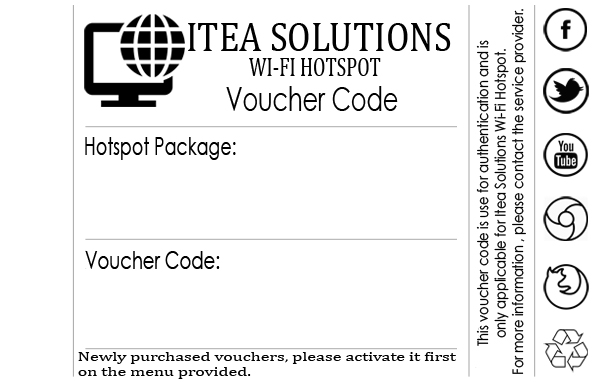 ITEA SOLUTIONS
WI-FI HOTSPOT
Voucher Code
Hotspot Package:
Voucher Code:
Newly purchased vouchers, please activate it first
on the menu provided.
This voucher code is use for authentication and is
only applicable for Itea Solutions Wi-Fi Hotspot.
For more information , please contact the service provider.
f
You
Tube